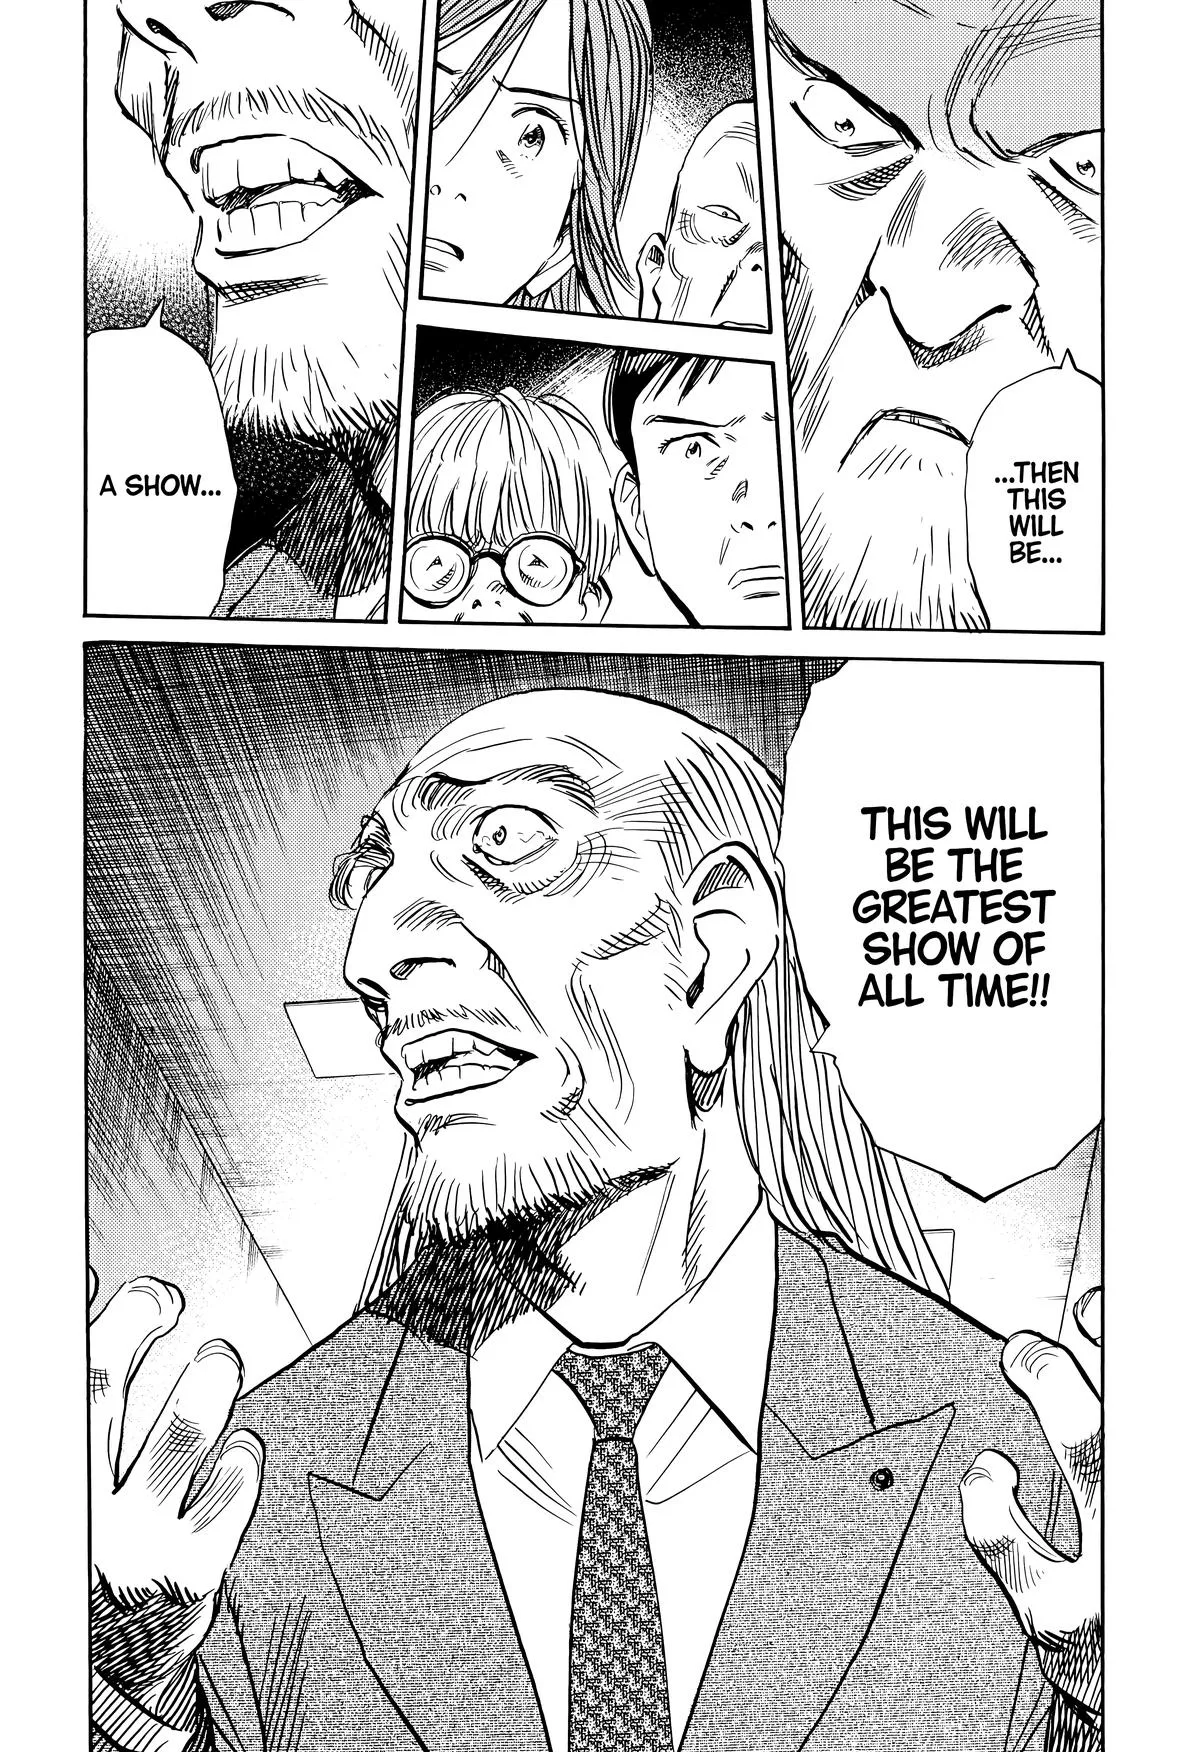 ...THEN
THIS
WILL
BE...
A SHOW...
THIS WILL
BE THE
GREATEST
SHOW OF
ALL TIME!!